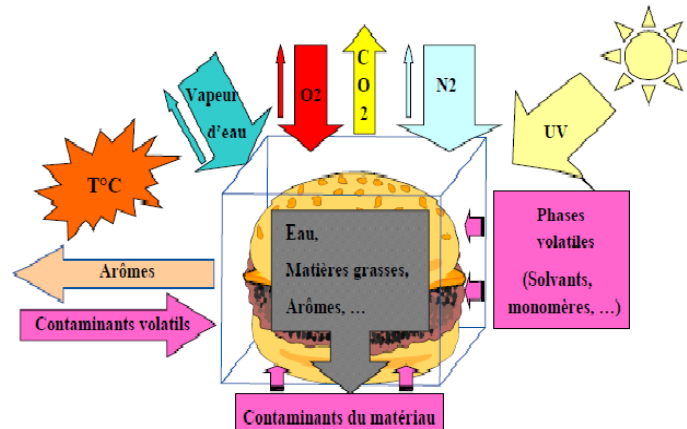 Vapeur
d'eau
O2
C
O
2
N2
UV
T°C
Arômes
Contaminants volatils
Eau,
Matières grasses,
Arômes, …
Phases
volatiles
(Solvants,
monomères, …)
Contaminants du matériau